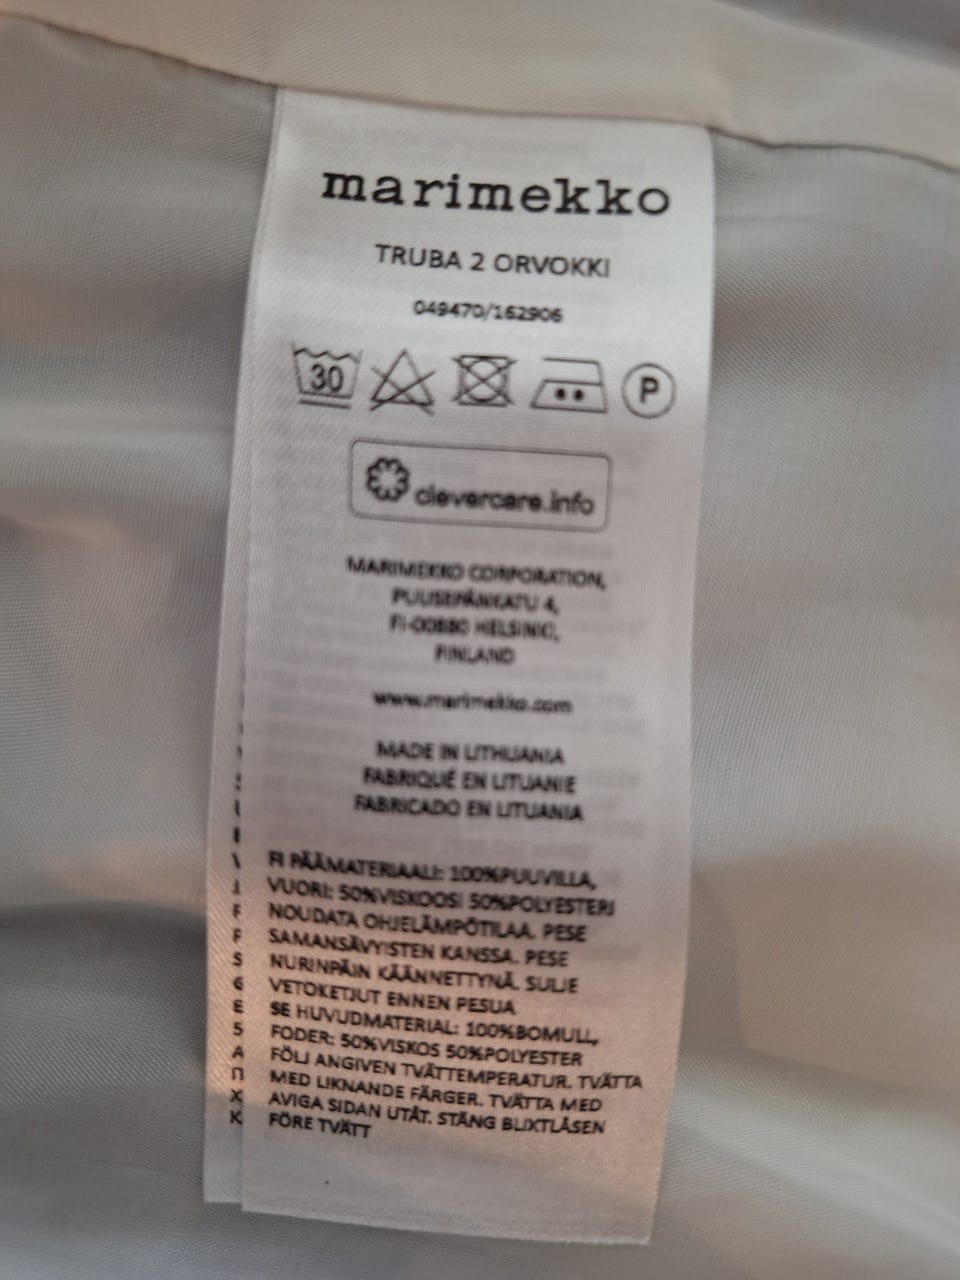 marimekko
TRUBA 2 ORVOKKI
049470/162906
30 P
clevercare.info
MARIMEKKO CORPORATION,
PUUSEPÄNKATU 4,
FI-00880 HELSINKI,
FINLAND
www.marimekko.com
MADE IN LITHUANIA
FABRIQUÉ EN LITUANIE
FABRICADO EN LITUANIA
FI PÄÄMATERIAALI: 100%PUUVILLA,
VUORI: 50%VISKOOSI 50%POLYESTERI
NOUDATA OHJELÄMPÖTILAA. PESE
SAMANSÄVYISTEN KANSSA. PESE
NURINPÄIN KÄÄNNETTYNÄ. SULJE
VETOKETJUT ENNEN PESUA
SE HUVUDMATERIAL: 100%BOMULL,
FODER: 50%VISKOS 50%POLYESTER
FÖLJ ANGIVEN TVÄTTEMPERATUR. TVÄTTA
MED LIKNANDE FÄRGER. TVÄTTA MED
AVIGA SIDAN UTÅT. STÄNG BLIXTLÅSEN
FÖRE TVÄTT